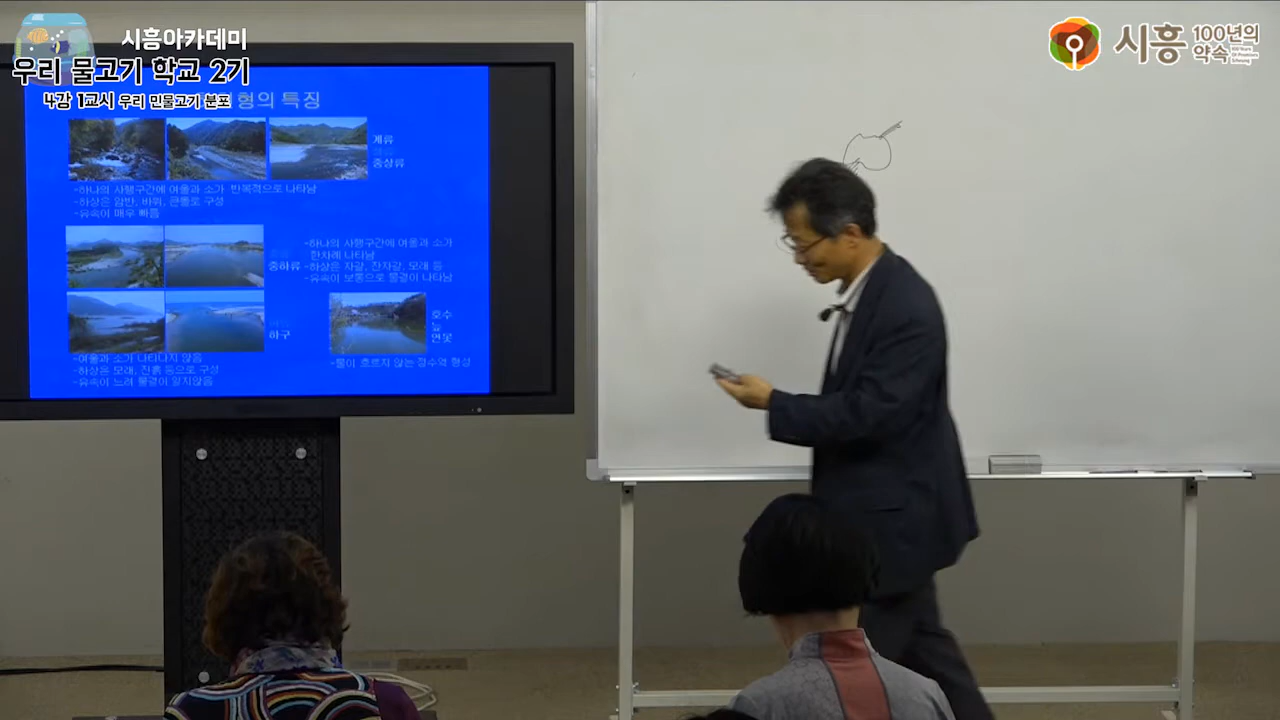 시흥아카데미
우리 물고기 학교 2기
4강 1교시 우리 민물고기 분포
시흥 100년의 약속
형의 특징
계류
중상류
-하나의 사행구간에 여울과 소가 반복적으로 나타남
-하상은 암반, 바위, 큰돌로 구성
-유속이 매우 빠름
중하류
-하나의 사행구간에 여울과 소가
한차례 나타남
-하상은 자갈, 잔자갈, 모래 등
-유속이 보통으로 물결이 나타남
하구
-여울과 소가 나타나지 않음
-하상은 모래, 진흙 등으로 구성
-유속이 느려 물결이 일지않음
호수
늪
연못
-물이 흐르지 않는 정수역 형성